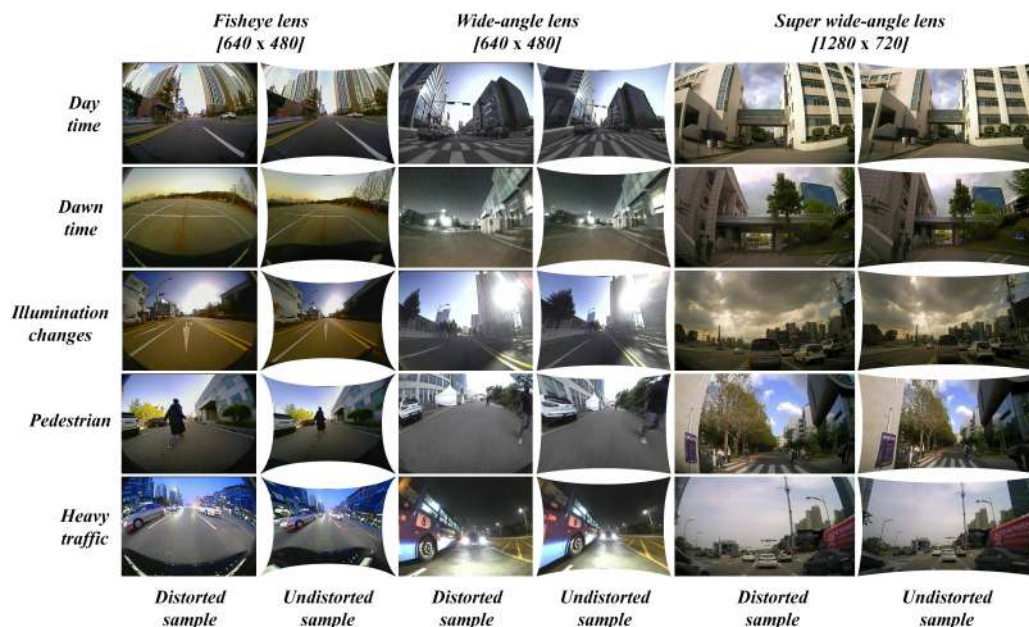 Fisheye lens
[640 x 480]
Wide-angle lens
[640 x 480]
Super wide-angle lens
[1280 x 720]
Day
time
Dawn
time
Illumination
changes
Pedestrian
Heavy
traffic
Distorted
sample
Undistorted
sample
Distorted
sample
Undistorted
sample
Distorted
sample
Undistorted
sample